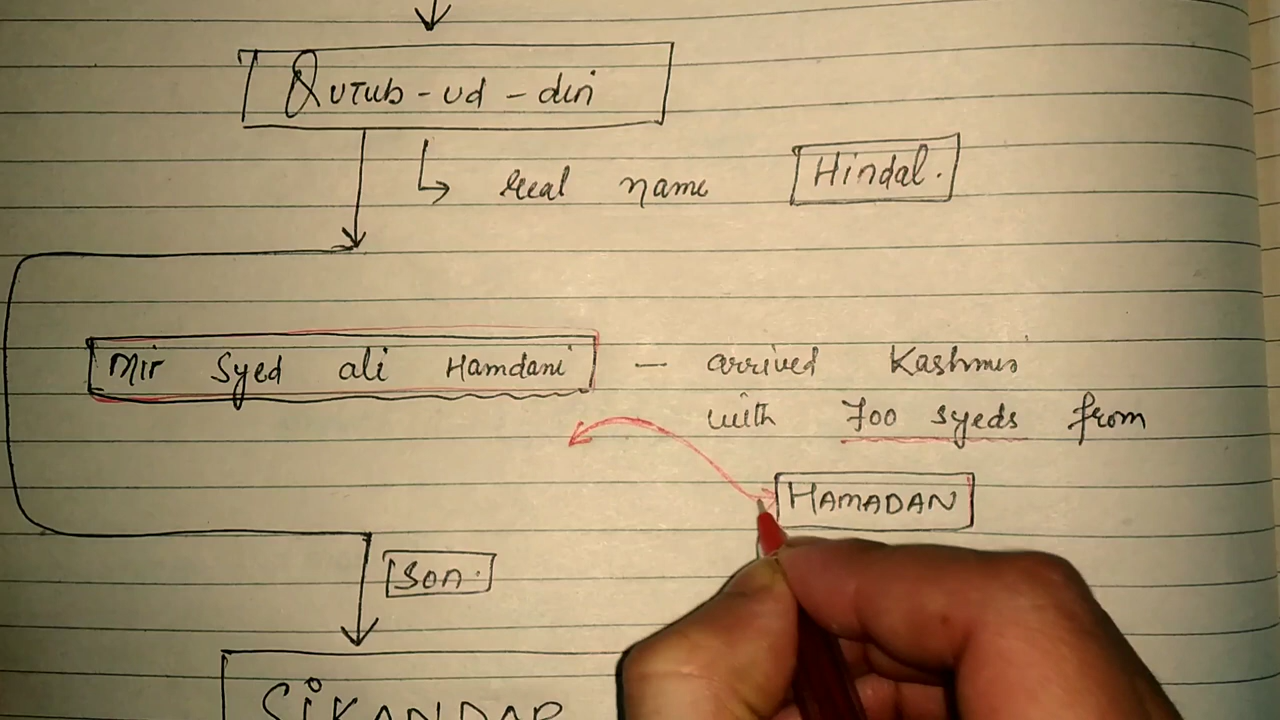 Qutub-ud-din
real name Hindal.
Mir Syed ali Hamdani — arrived Kashmir
with 700 syeds from
HAMADAN
Son.
SiKANDAR